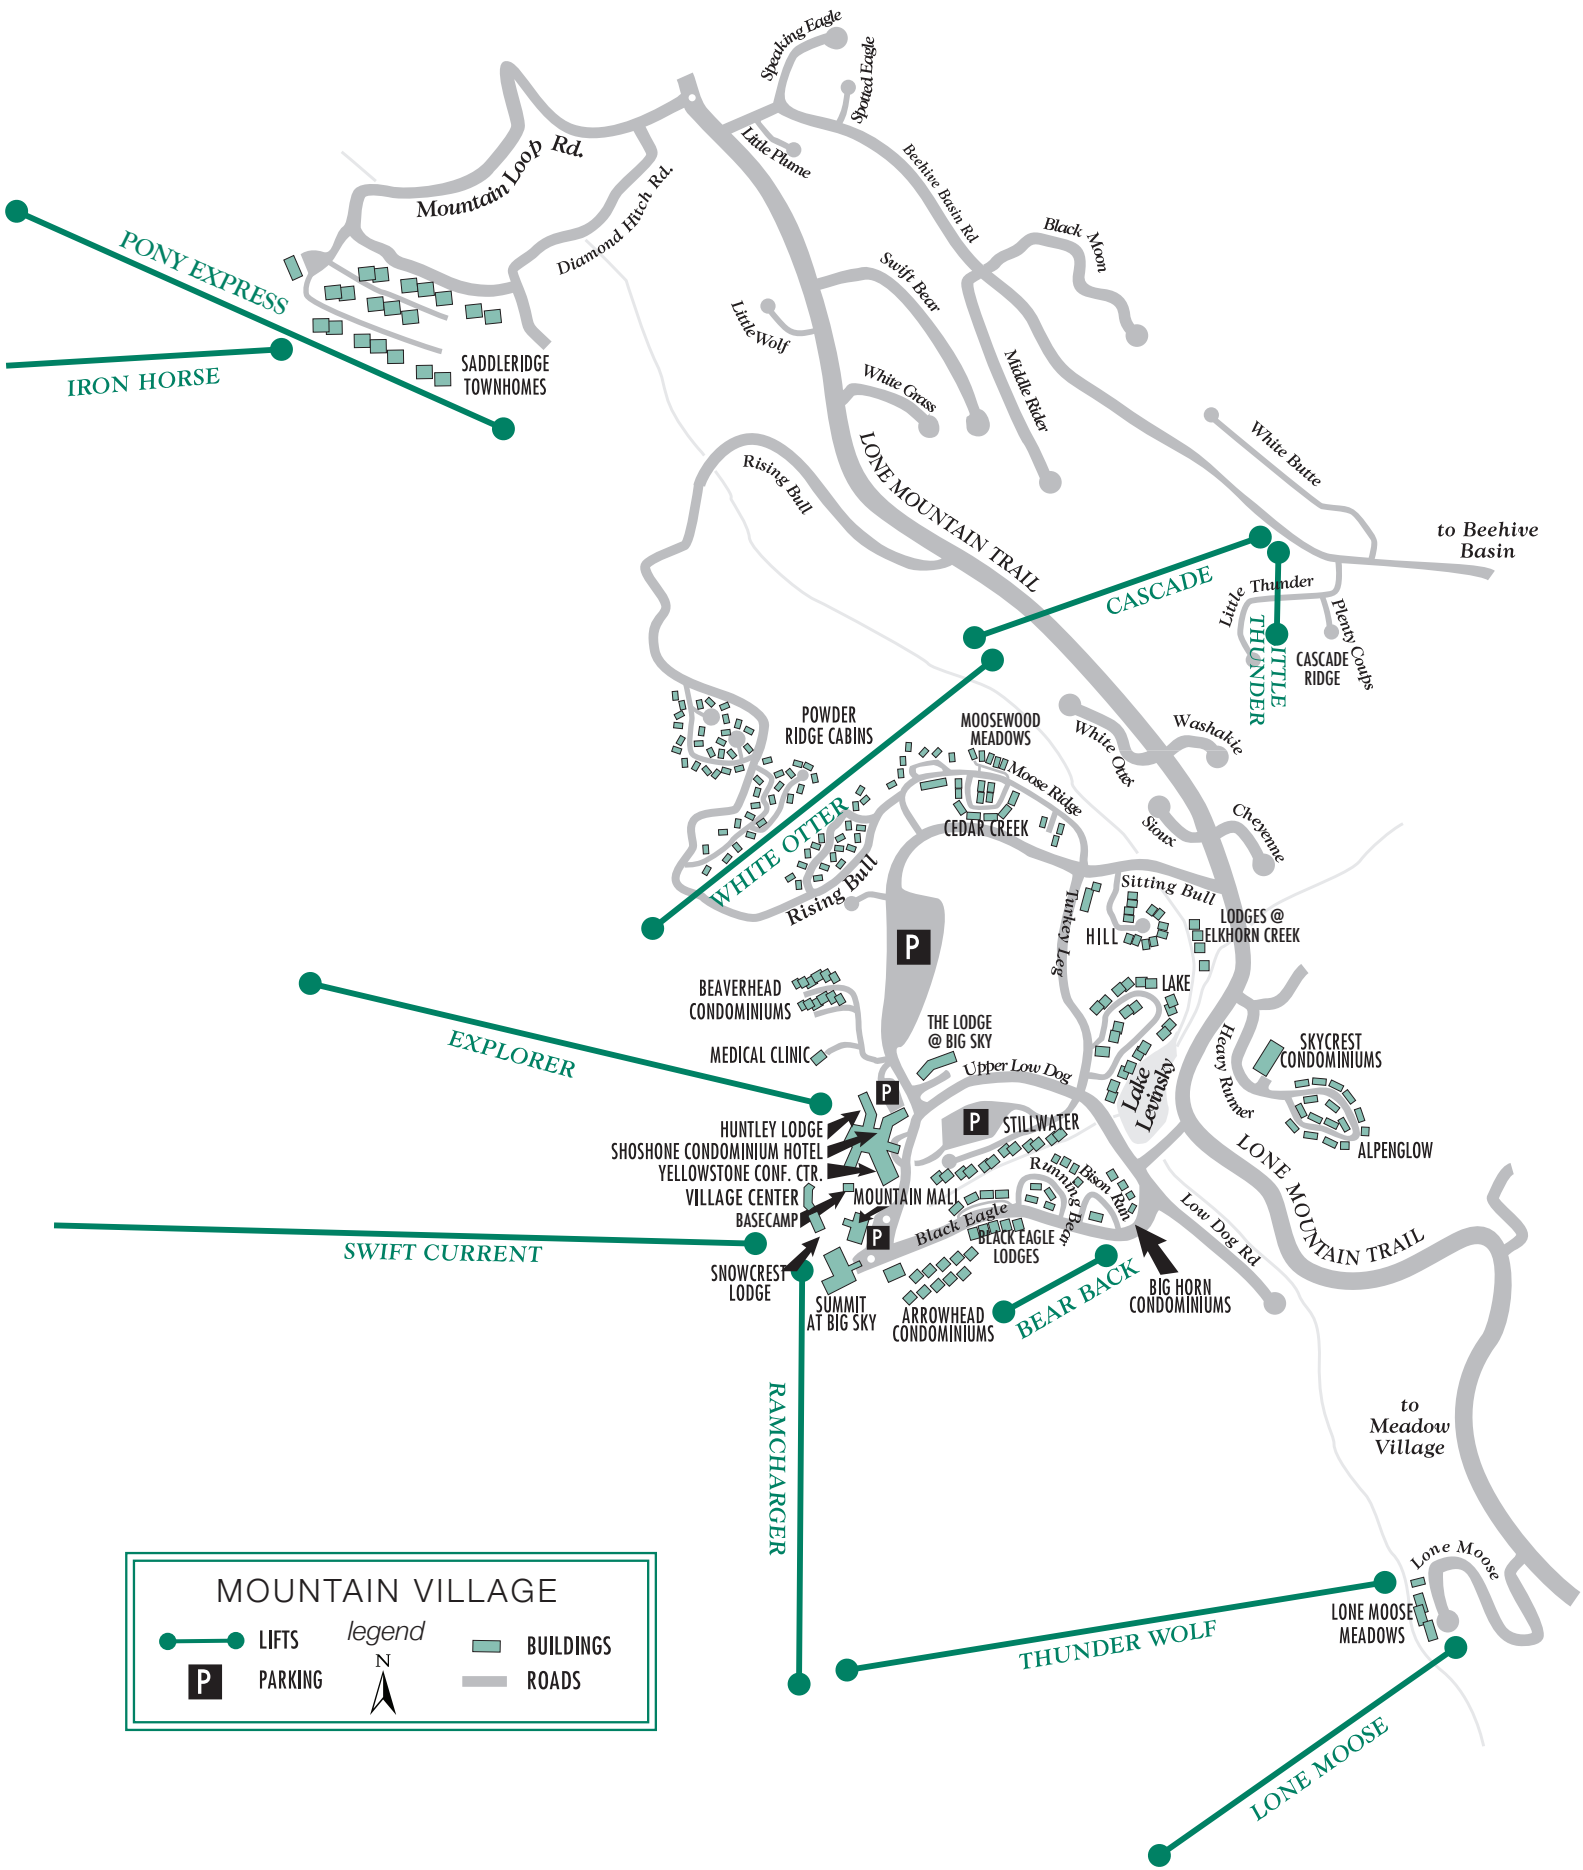 Speaking Eagle
Spotted Eagle
Little Plume
Mountain Loop Rd.
Diamond Hitch Rd.
Beehive Basin Rd
Black Moon
Swift Bear
Little Wolf
Middle Rider
White Grass
PONY EXPRESS
IRON HORSE
SADDLERIDGE
TOWNHOMES
Rising Bull
LONE MOUNTAIN TRAIL
White Butte
to Beehive
Basin
CASCADE
Little Thunder
Plenty Coups
ITTLE
THUNDER
CASCADE
RIDGE
POWDER
RIDGE CABINS
MOOSEWOOD
MEADOWS
White Otter
Washakie
Moose Ridge
CEDAR CREEK
Sioux
Cheyenne
WHITE OTTER
Rising Bull
Sitting Bull
Turkey Leg
HILL
LODGES @
ELKHORN CREEK
P
BEAVERHEAD
CONDOMINIUMS
LAKE
EXPLORER
MEDICAL CLINIC
THE LODGE
@ BIG SKY
Upper Low Dog
Lake
Levinsky
Heavy Runner
SKYCREST
CONDOMINIUMS
ALPENGLOW
P
P
STILLWATER
HUNTLEY LODGE
SHOSHONE CONDOMINIUM HOTEL
YELLOWSTONE CONF. CTR.
VILLAGE CENTER
MOUNTAIN MALL
BASECAMP
P
Running Bear
Bison Run
Black Eagle
BLACK EAGLE
LODGES
Low Dog Rd
LONE MOUNTAIN TRAIL
SWIFT CURRENT
SNOWCREST
LODGE
SUMMIT
AT BIG SKY
ARROWHEAD
CONDOMINIUMS
BEAR BACK
BIG HORN
CONDOMINIUMS
RAMCHARGER
to
Meadow
Village
Lone Moose
LONE MOOSE
MEADOWS
THUNDER WOLF
LONE MOOSE
MOUNTAIN VILLAGE
legend
LIFTS
BUILDINGS
N
P
PARKING
ROADS